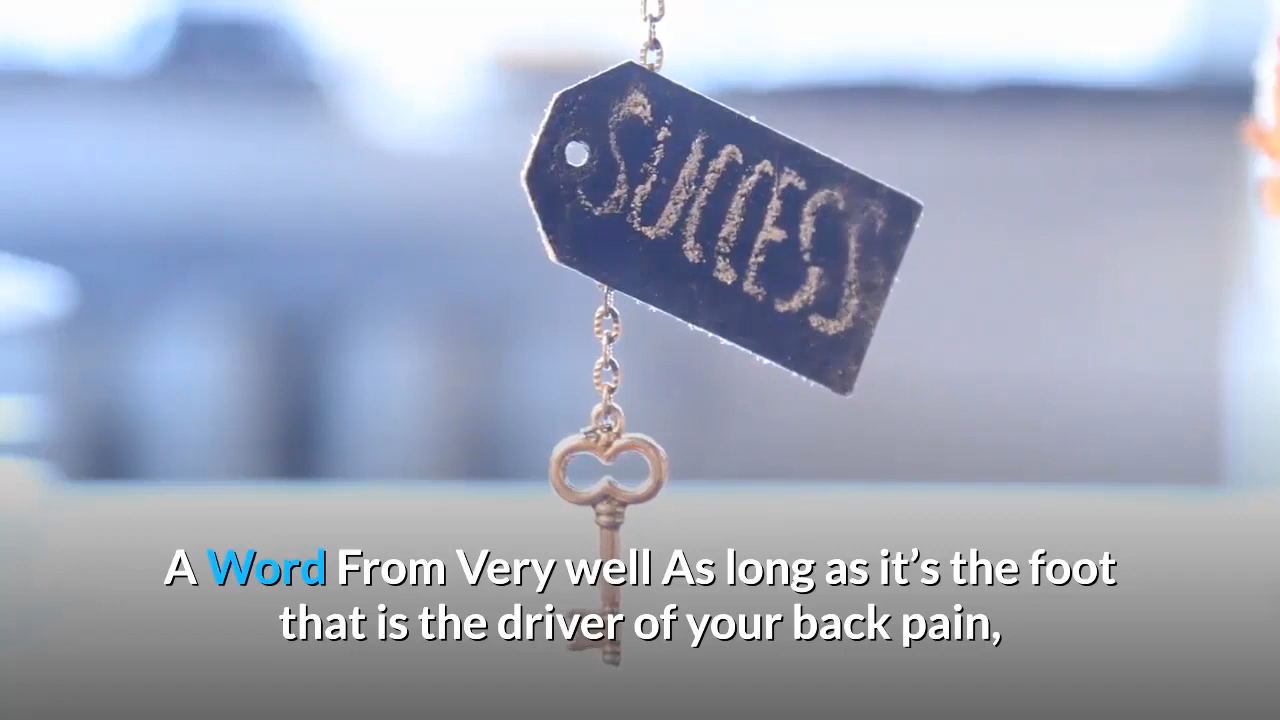 SUCCESS
A Word From Very well As long as it’s the foot
that is the driver of your back pain,